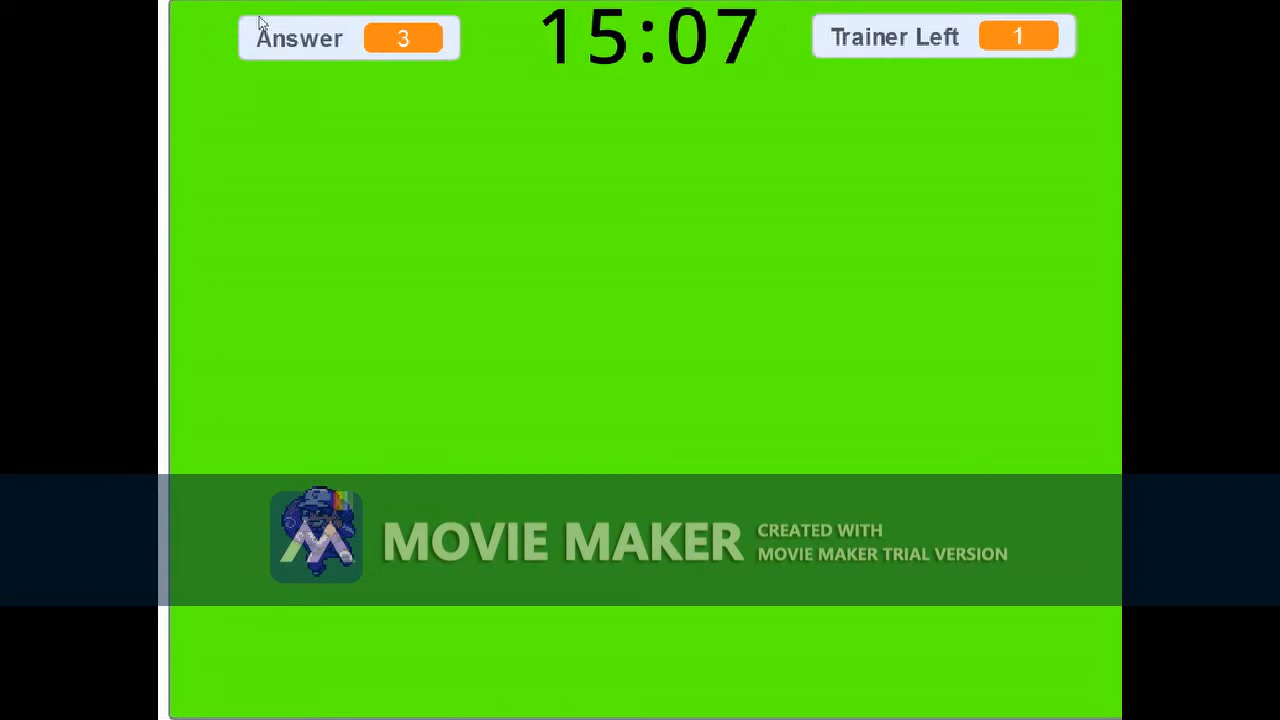 Answer 3
15:07
Trainer Left 1
MOVIE MAKER
CREATED WITH
MOVIE MAKER TRIAL VERSION